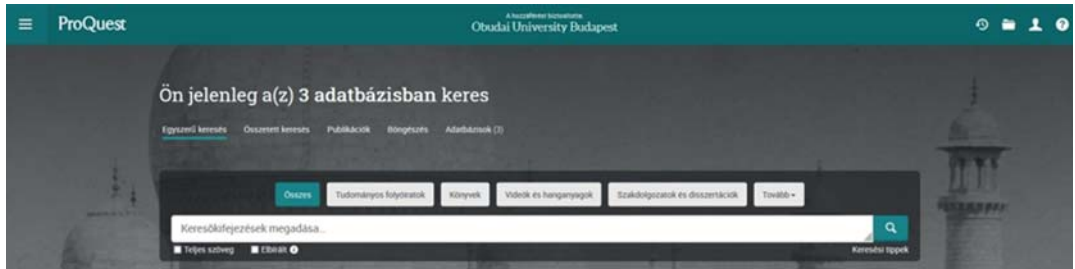 ProQuest
A hozzáférést biztosította:
Obudai University Budapest
Ön jelenleg a(z) 3 adatbázisban keres
Egyszerű keresés Összetett keresés Publikációk Böngészés Adatbázisok (3)
Összes Tudományos folyóiratok Könyvek Videók és hanganyagok Szakdolgozatok és disszertációk Tovább
Keresőkifejezések megadása...
Teljes szöveg Elbírált Keresési tippek